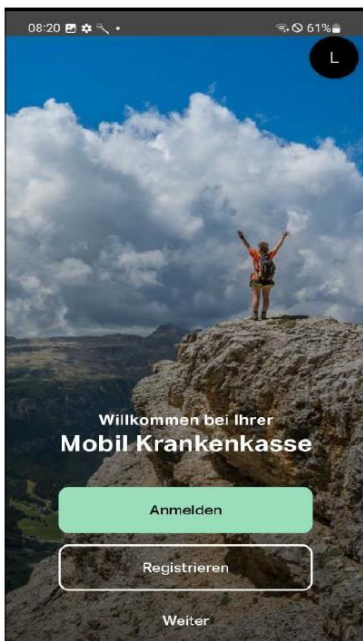 08:20 61%
L
Willkommen bei Ihrer
Mobil Krankenkasse
Anmelden
Registrieren
Weiter